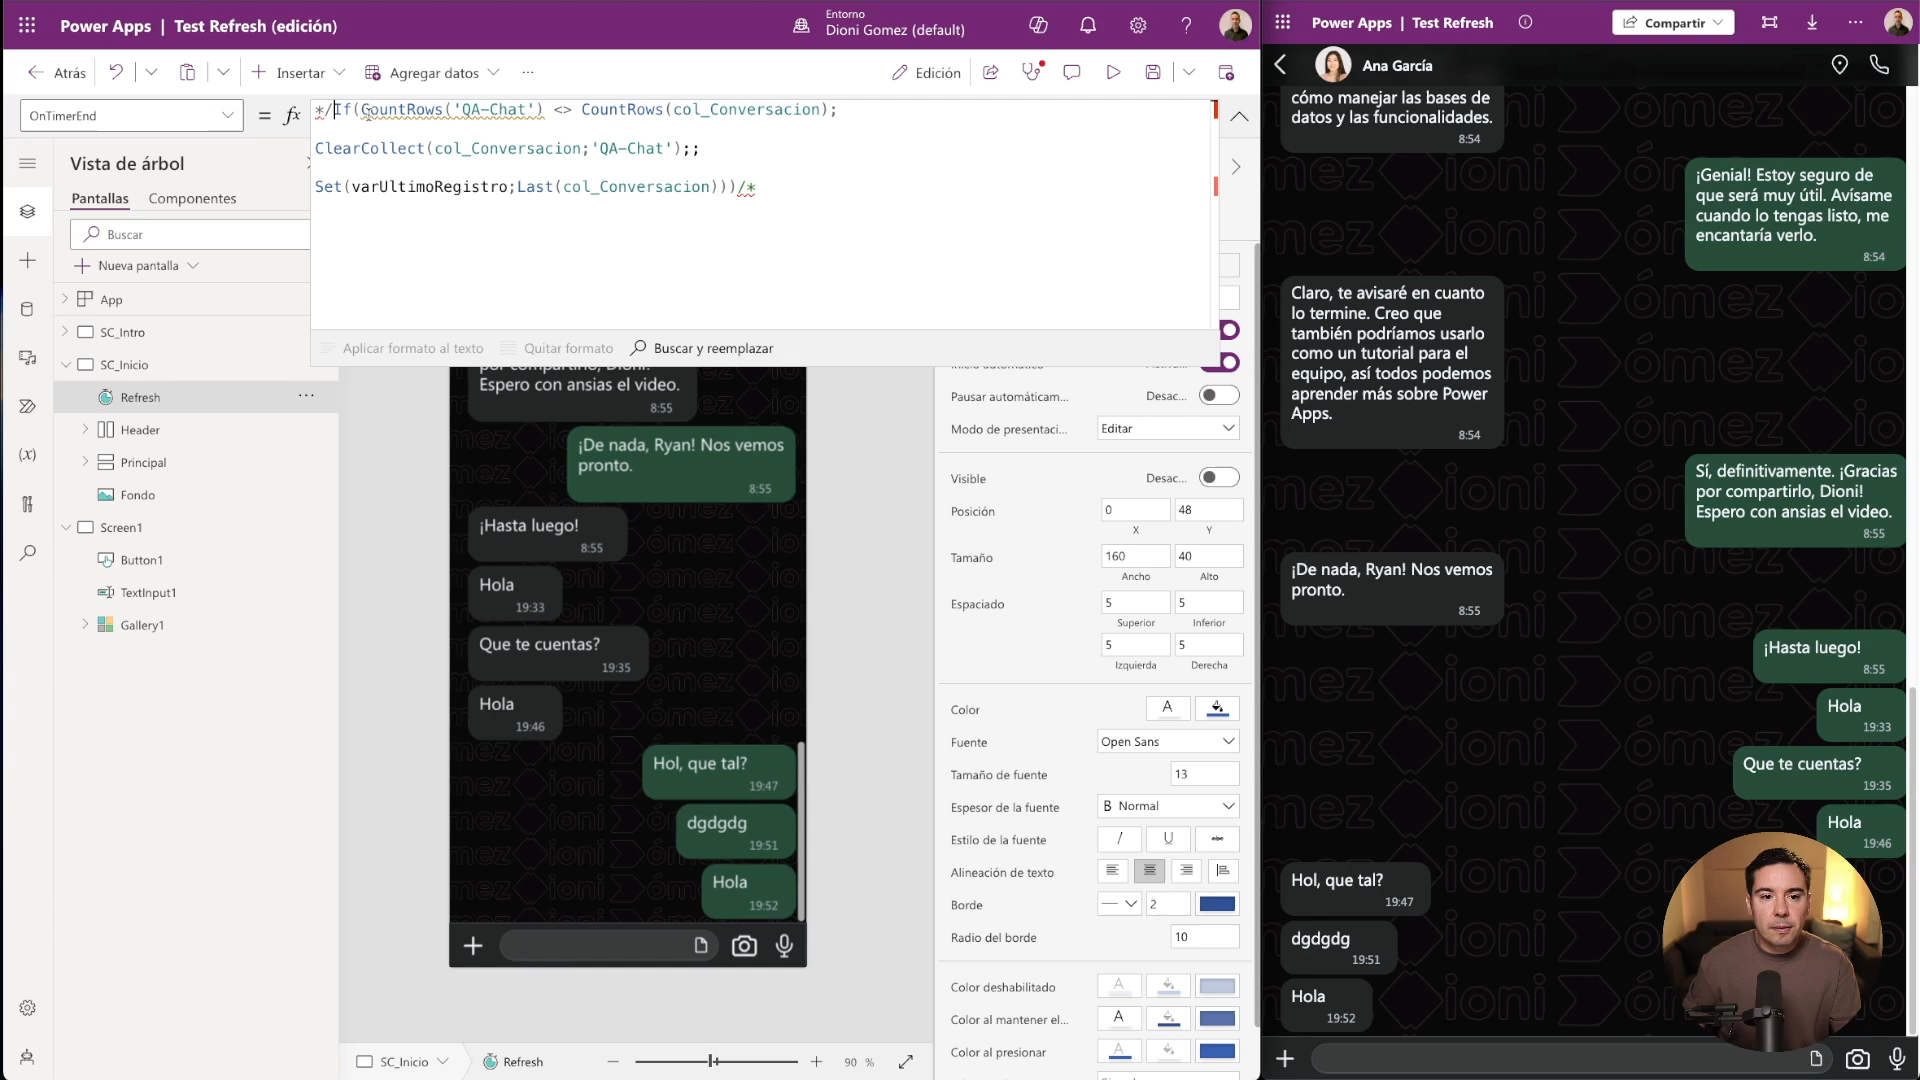 Power Apps | Test Refresh (edición)
Entorno
Dioni Gomez (default)
Atrás
Insertar
Agregar datos
Edición
OnTimerEnd
= fx
*/If(CountRows('QA-Chat') <> CountRows(col_Conversacion);
ClearCollect(col_Conversacion;'QA-Chat');;
Set(varUltimoRegistro;Last(col_Conversacion)))/*
Aplicar formato al texto
Quitar formato
Buscar y reemplazar
Vista de árbol
Pantallas
Componentes
Buscar
Nueva pantalla
App
SC_Intro
SC_Inicio
Refresh
Header
Principal
Fondo
Screen1
Button1
TextInput1
Gallery1
Espero con ansias el video.
8:55
¡De nada, Ryan! Nos vemos
pronto.
8:55
¡Hasta luego!
8:55
Hola
19:33
Que te cuentas?
19:35
Hola
19:46
Hol, que tal?
19:47
dgdgdg
19:51
Hola
19:52
SC_Inicio
Refresh
90 %
Pausar automáticam...
Desac...
Modo de presentaci...
Editar
Visible
Desac...
Posición
0
48
X
Y
Tamaño
160
40
Ancho
Alto
Espaciado
5
5
Superior
Inferior
5
5
Izquierda
Derecha
Color
A
Fuente
Open Sans
Tamaño de fuente
13
Espesor de la fuente
B Normal
Estilo de la fuente
/
U
abc
Alineación de texto
Borde
2
Radio del borde
10
Color deshabilitado
A
Color al mantener el...
A
Color al presionar
A
Power Apps | Test Refresh
Compartir
Ana García
cómo manejar las bases de
datos y las funcionalidades.
8:54
¡Genial! Estoy seguro de
que será muy útil. Avísame
cuando lo tengas listo, me
encantaría verlo.
8:54
Claro, te avisaré en cuanto
lo termine. Creo que
también podríamos usarlo
como un tutorial para el
equipo, así todos podemos
aprender más sobre Power
Apps.
8:54
Sí, definitivamente. ¡Gracias
por compartirlo, Dioni!
Espero con ansias el video.
8:55
¡De nada, Ryan! Nos vemos
pronto.
8:55
¡Hasta luego!
8:55
Hola
19:33
Que te cuentas?
19:35
Hola
19:46
Hol, que tal?
19:47
dgdgdg
19:51
Hola
19:52